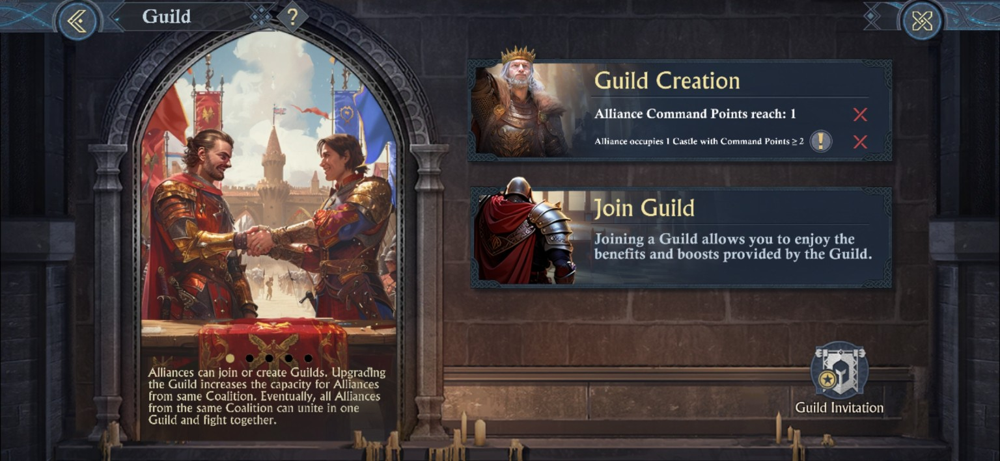 Guild
?
Guild Creation
Alliance Command Points reach: 1
Alliance occupies 1 Castle with Command Points ≥ 2
!
Join Guild
Joining a Guild allows you to enjoy the
benefits and boosts provided by the Guild.
Alliances can join or create Guilds. Upgrading
the Guild increases the capacity for Alliances
from same Coalition. Eventually, all Alliances
from the same Coalition can unite in one
Guild and fight together.
Guild Invitation